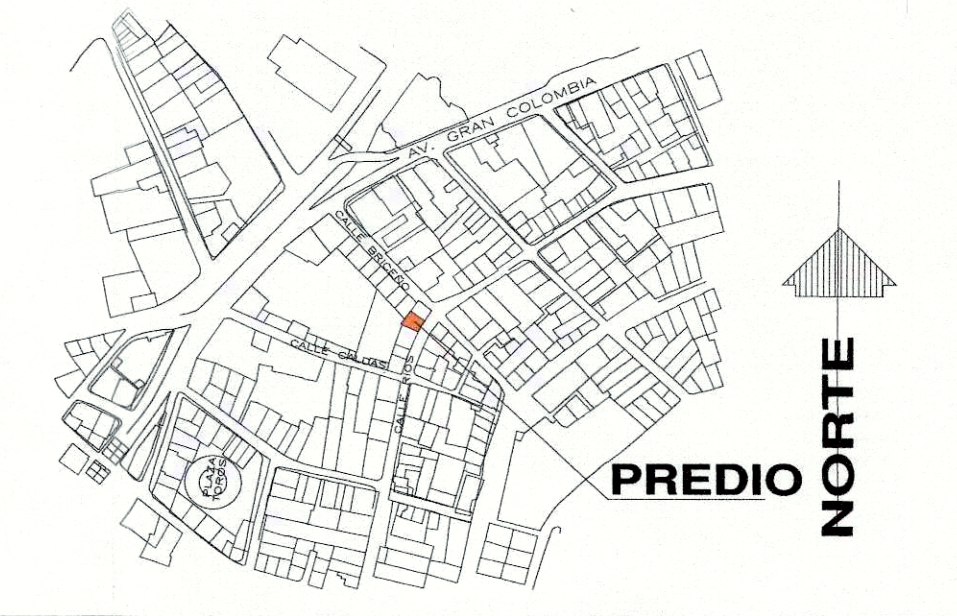 AV. GRAN COLOMBIA
CALLE BRICEÑO
CALLE CALDAS
CALLE RIOS
PLAZA
TOROS
PREDIO
NORTE